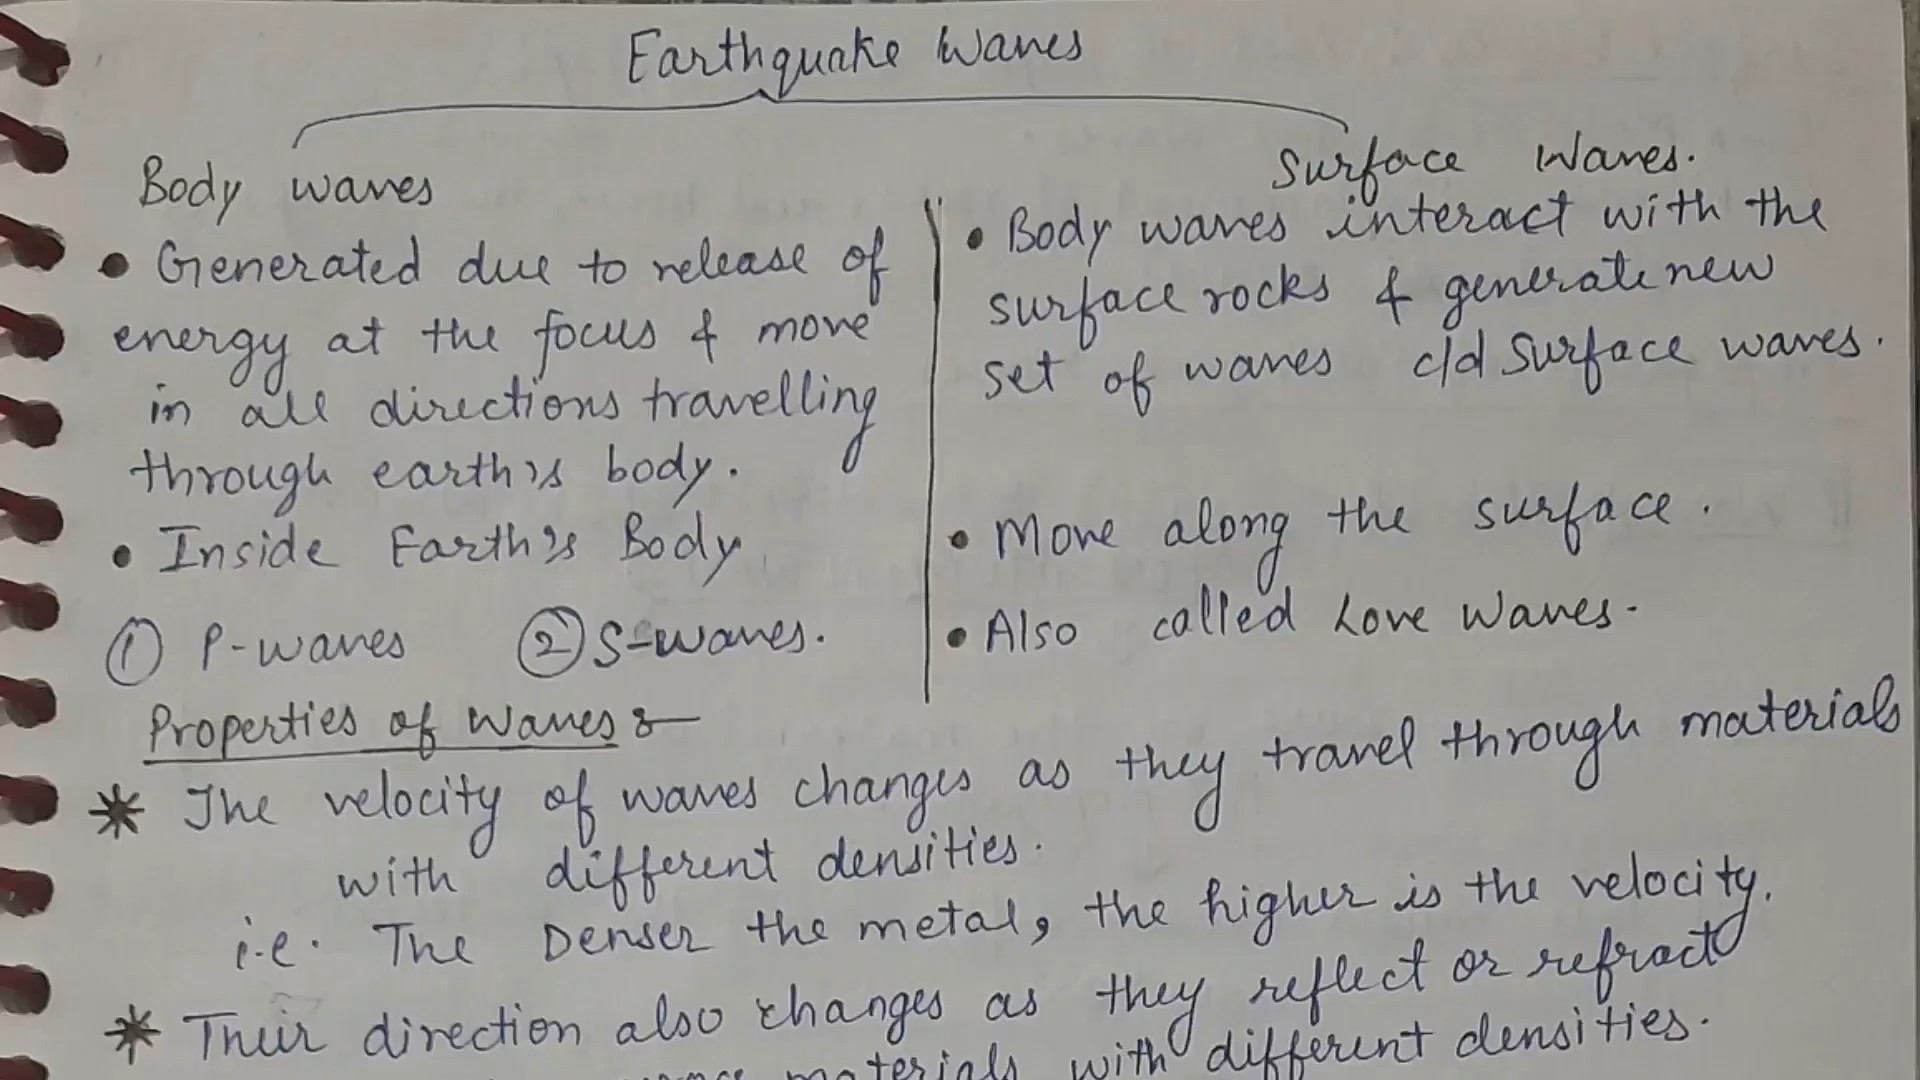 Earthquake Waves
Body waves
• Generated due to release of
energy at the focus & move
in all directions travelling
through earth's body.
• Inside Earth's Body
① P-waves ② S-waves.
Surface Waves.
• Body waves interact with the
surface rocks & generate new
set of waves c/d Surface waves.
• Move along the surface.
• Also called Love Waves.
Properties of Waves :-
* The velocity of waves changes as they travel through materials
with different densities.
i.e. The Denser the metal, the higher is the velocity.
* Their direction also changes as they reflect or refract
materials with different densities.